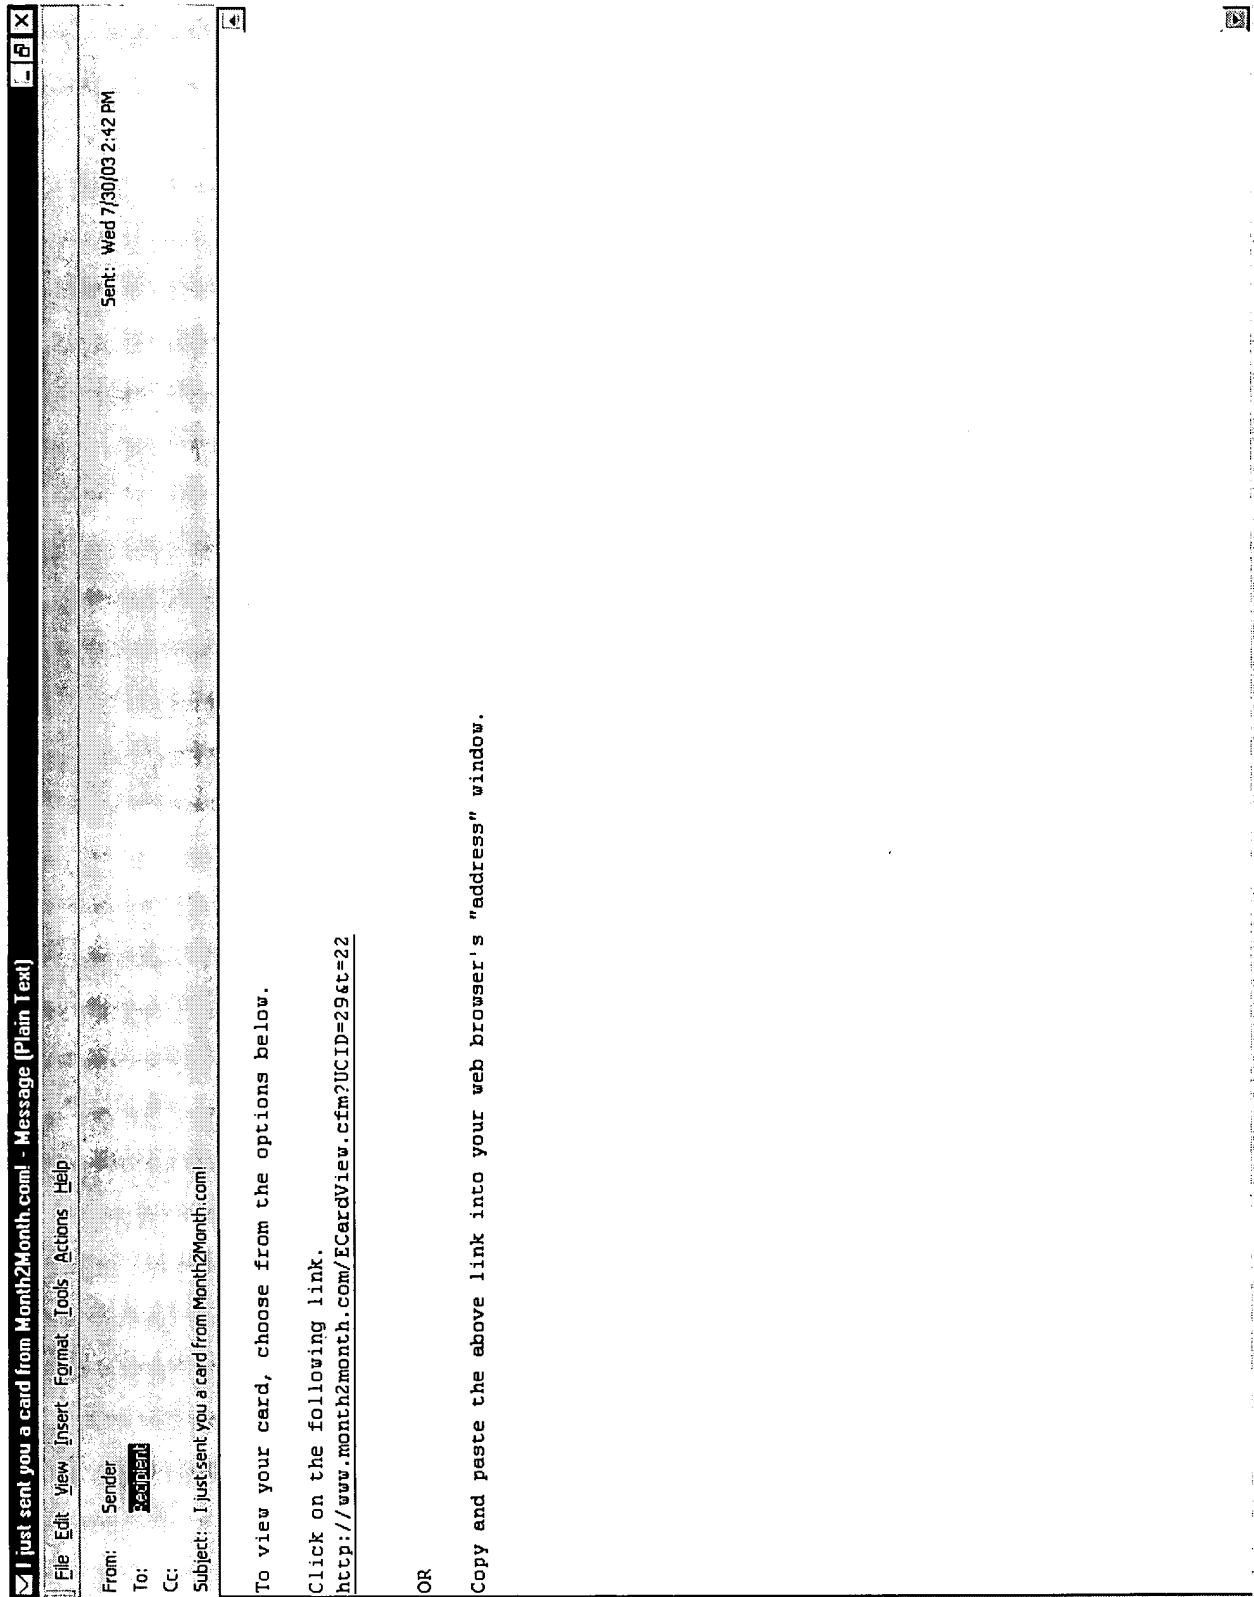 I just sent you a card from Month2Month.com! - Message (Plain Text)
File Edit View Insert Format Tools Actions Help
From: Sender Sent: Wed 7/30/03 2:42 PM
To: Recipient
Cc:
Subject: I just sent you a card from Month2Month.com!
To view your card, choose from the options below.
Click on the following link.
http://www.month2month.com/ECardView.cfm?UCID=29&t=22
OR
Copy and paste the above link into your web browser's "address" window.